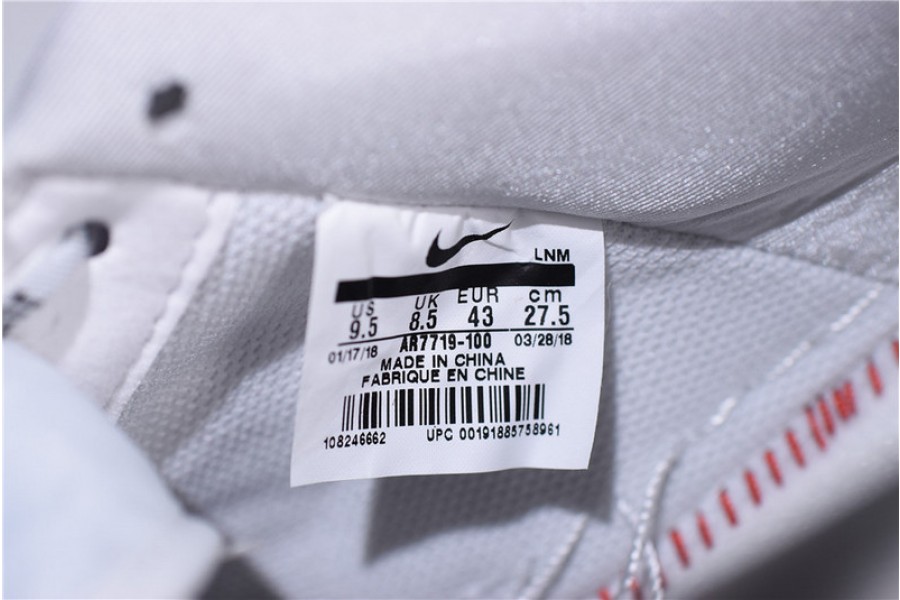 LNM
US UK EUR cm
9.5 8.5 43 27.5
01/17/18 AR7719-100 03/28/18
MADE IN CHINA
FABRIQUE EN CHINE
108246662 UPC 00191885758961